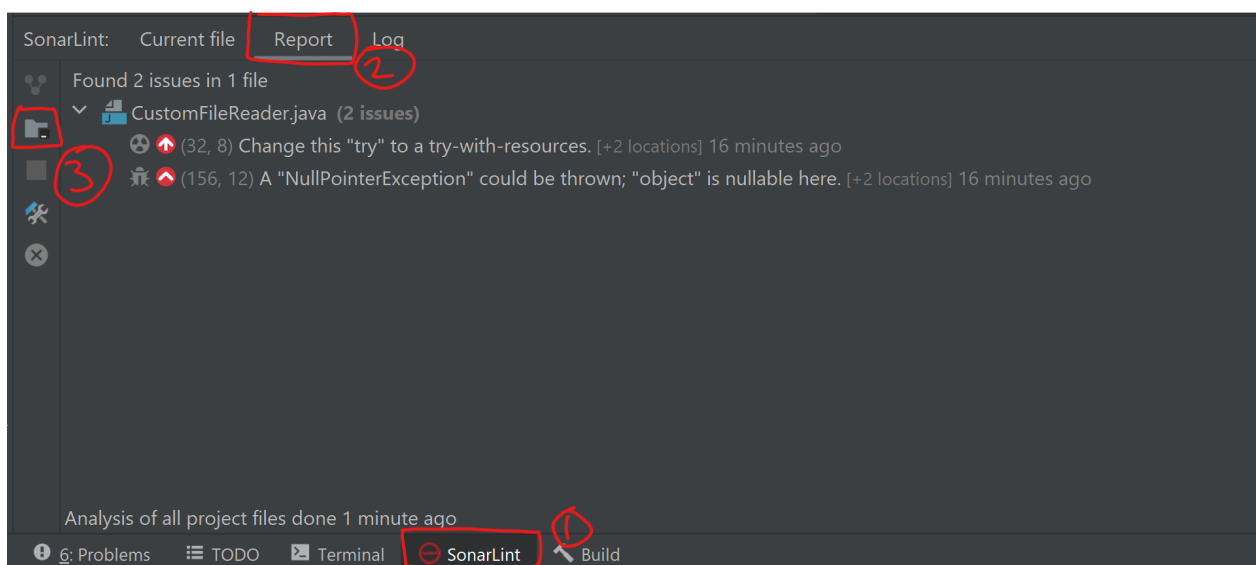 SonarLint: Current file Report Log
2
Found 2 issues in 1 file
CustomFileReader.java (2 issues)
(32, 8) Change this "try" to a try-with-resources. [+2 locations] 16 minutes ago
3
(156, 12) A "NullPointerException" could be thrown; "object" is nullable here. [+2 locations] 16 minutes ago
Analysis of all project files done 1 minute ago
1
6: Problems TODO Terminal SonarLint Build